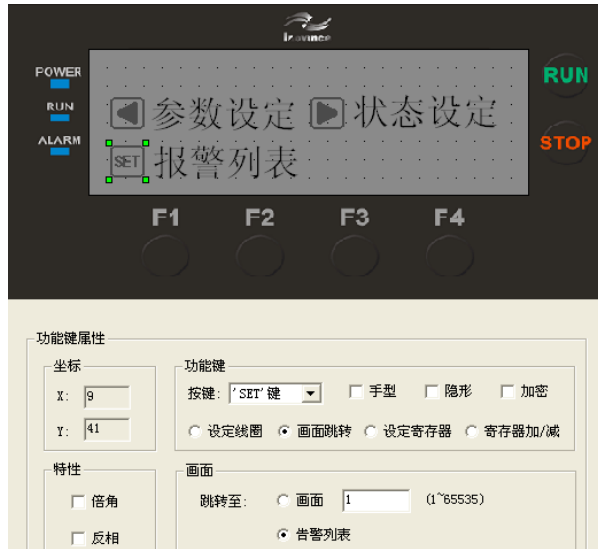 POWER
RUN
ALARM
RUN
STOP
参数设定 状态设定
SET 报警列表
F1 F2 F3 F4
功能键属性
坐标
X: 9
Y: 41
功能键
按键: 'SET'键 手型 隐形 加密
设定线圈 画面跳转 设定寄存器 寄存器加/减
特性
倍角
反相
画面
跳转至: 画面 1 (1~65535)
告警列表